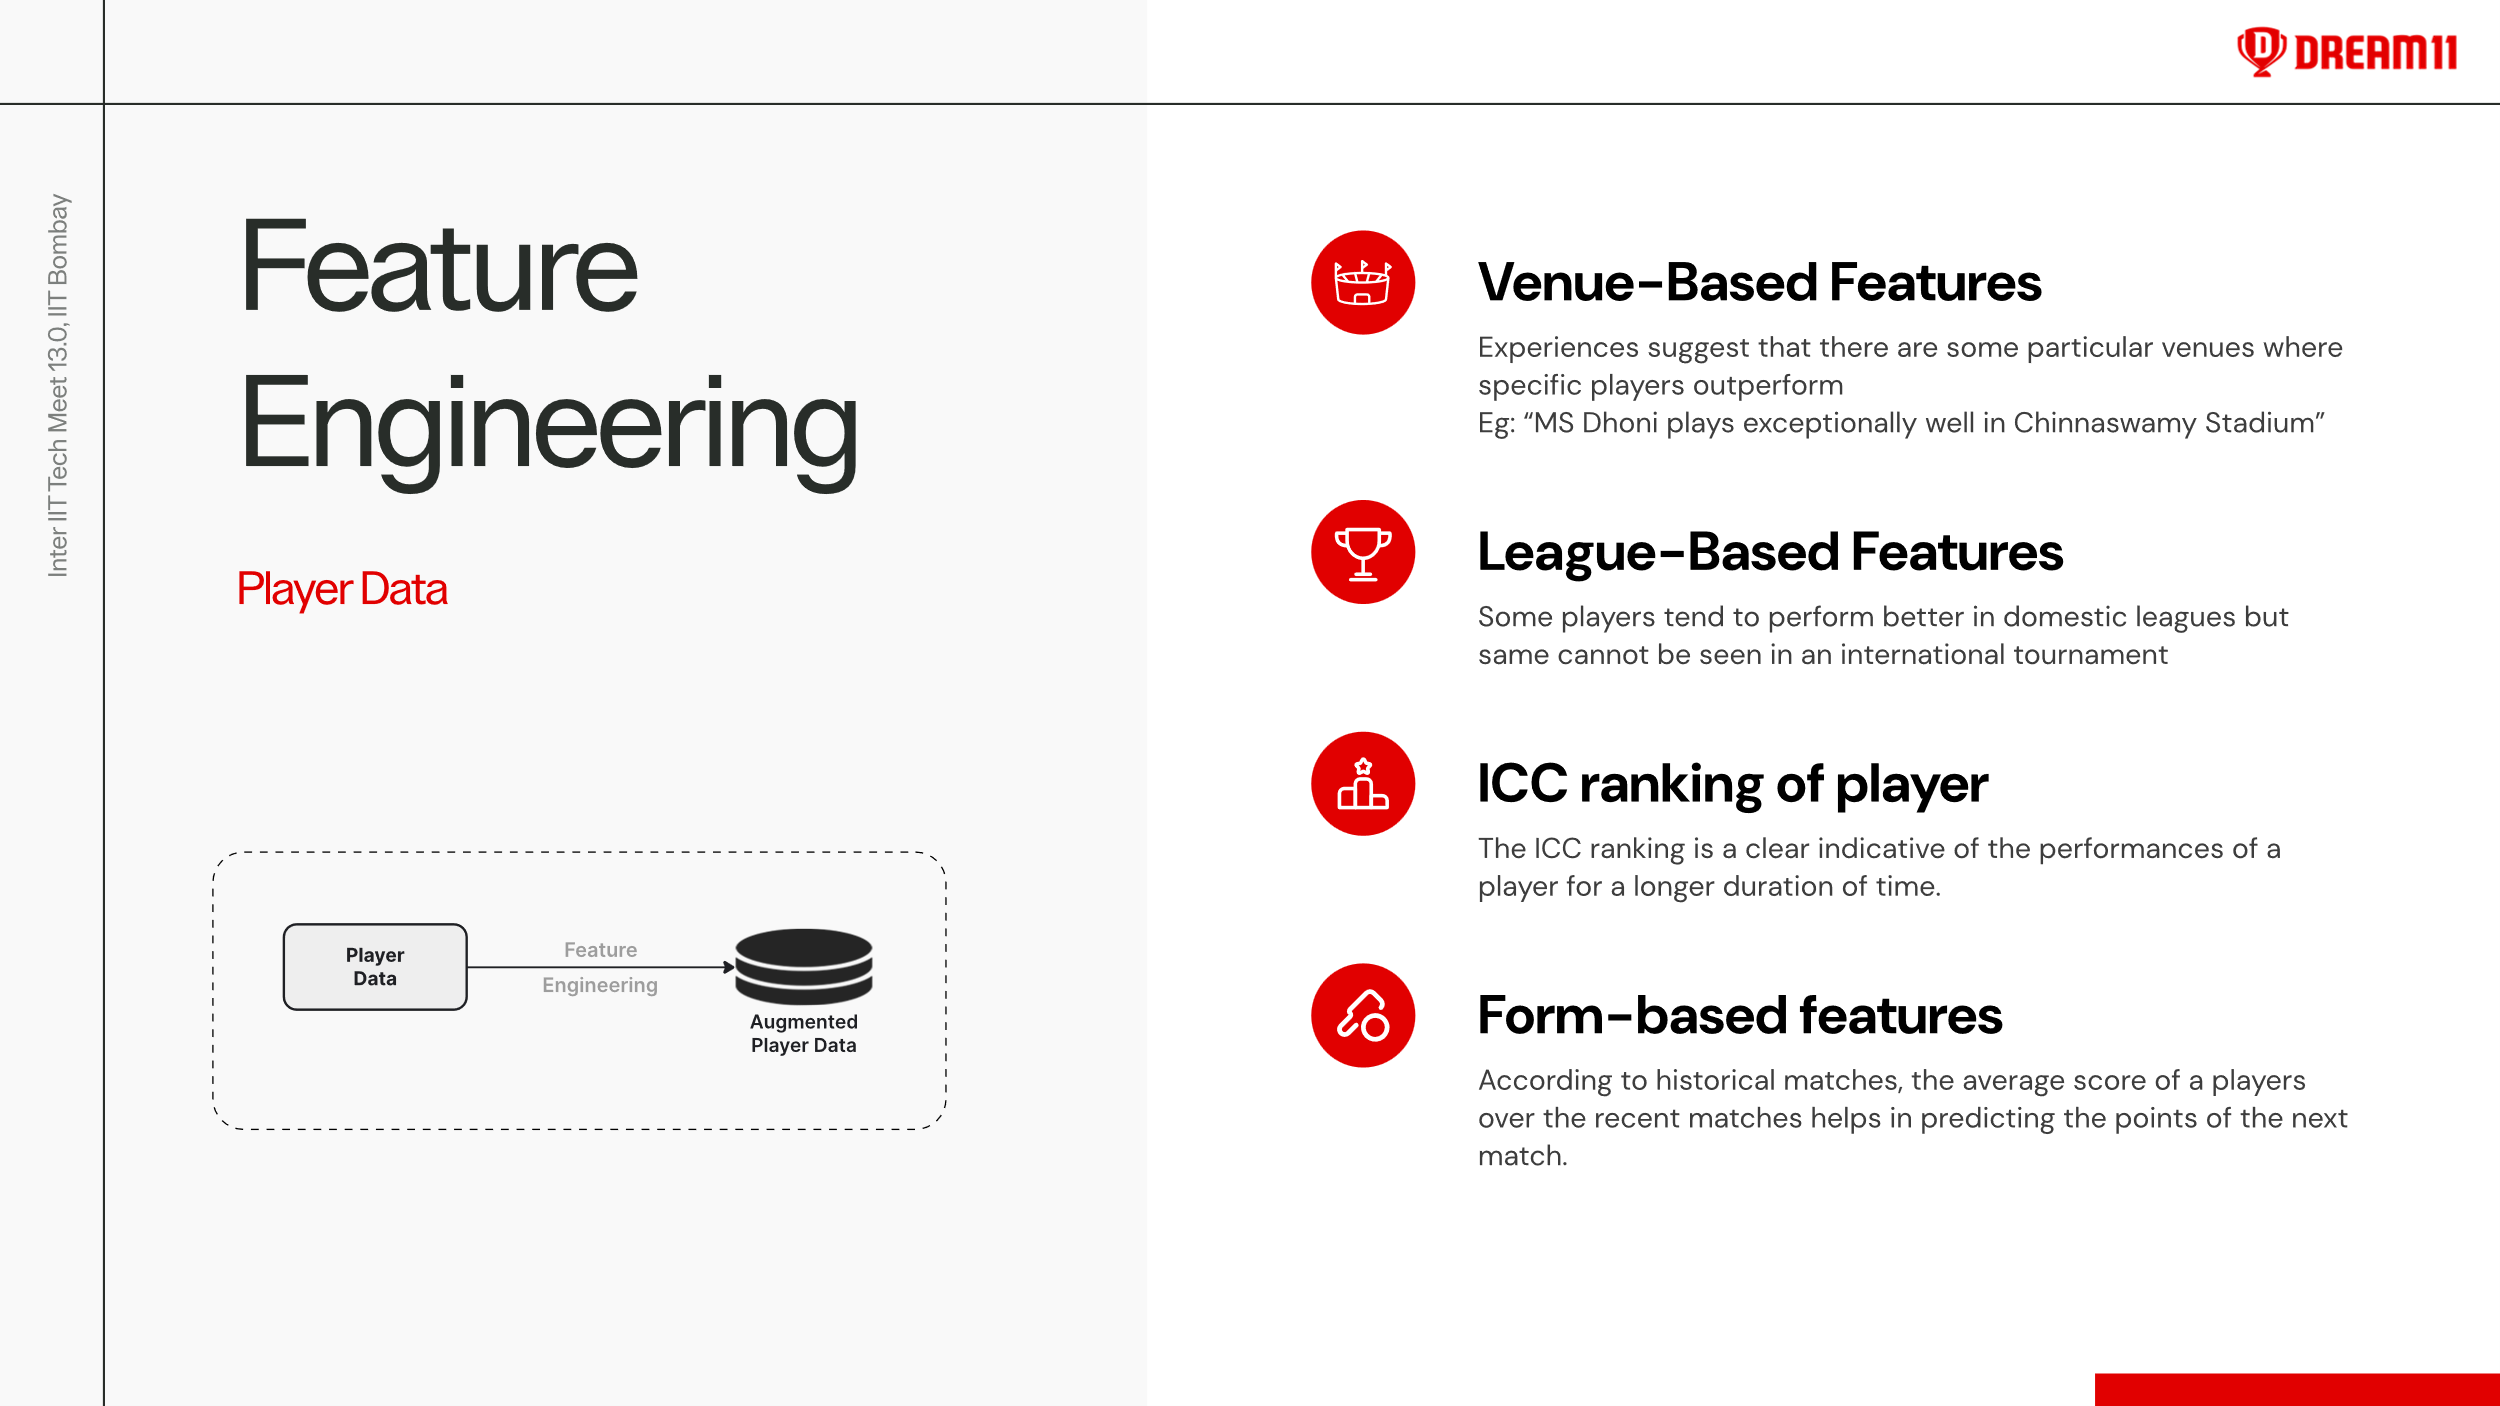 DREAM11
Inter IIT Tech Meet 13.0, IIT Bombay
Feature
Engineering
Player Data
Player
Data
Feature
Engineering
Augmented
Player Data
Venue-Based Features
Experiences suggest that there are some particular venues where
specific players outperform
Eg: “MS Dhoni plays exceptionally well in Chinnaswamy Stadium”
League-Based Features
Some players tend to perform better in domestic leagues but
same cannot be seen in an international tournament
ICC ranking of player
The ICC ranking is a clear indicative of the performances of a
player for a longer duration of time.
Form-based features
According to historical matches, the average score of a players
over the recent matches helps in predicting the points of the next
match.